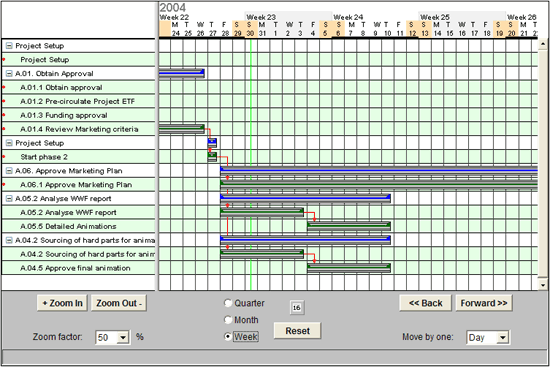 2004
Week 22 Week 23 Week 24 Week 25 Week 26
M T W T F S S M T W T F S S M T W T F S S M T W T F S S M T
24 25 26 27 28 29 30 31 1 2 3 4 5 6 7 8 9 10 11 12 13 14 15 16 17 18 19 20 21 22
Project Setup
Project Setup
A.01. Obtain Approval
A.01.1 Obtain approval
A.01.2 Pre-circulate Project ETF
A.01.3 Funding approval
A.01.4 Review Marketing criteria
Project Setup
Start phase 2
A.06. Approve Marketing Plan
A.06.1 Approve Marketing Plan
A.05.2 Analyse WWF report
A.05.2 Analyse WWF report
A.05.5 Detailed Animations
A.04.2 Sourcing of hard parts for anima
A.04.2 Sourcing of hard parts for anim
A.04.5 Approve final animation
+ Zoom In Zoom Out - Quarter 16 << Back Forward >>
Month
Zoom factor: 50 % Week Reset Move by one: Day